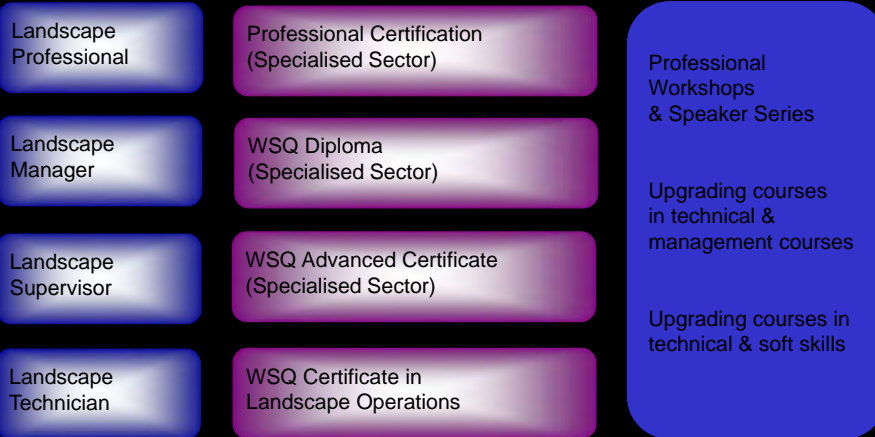 Landscape
Professional
Professional Certification
(Specialised Sector)
Landscape
Manager
WSQ Diploma
(Specialised Sector)
Landscape
Supervisor
WSQ Advanced Certificate
(Specialised Sector)
Landscape
Technician
WSQ Certificate in
Landscape Operations
Professional
Workshops
& Speaker Series
Upgrading courses
in technical &
management courses
Upgrading courses in
technical & soft skills